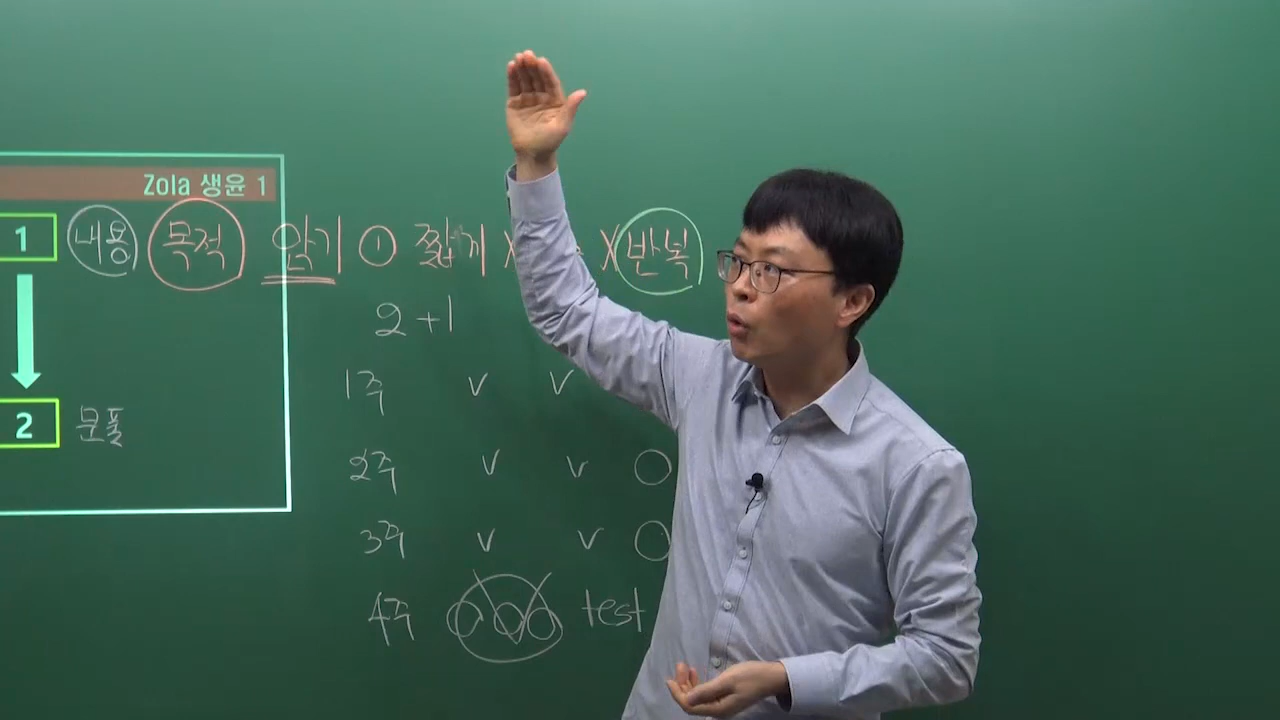 Zola 생윤 1
1 내용 목적 암기 ① 짧게 X X 반복
2+1
1주 v v
2 문풀
2주 v v ○
3주 v v ○
4주 ○○○ test